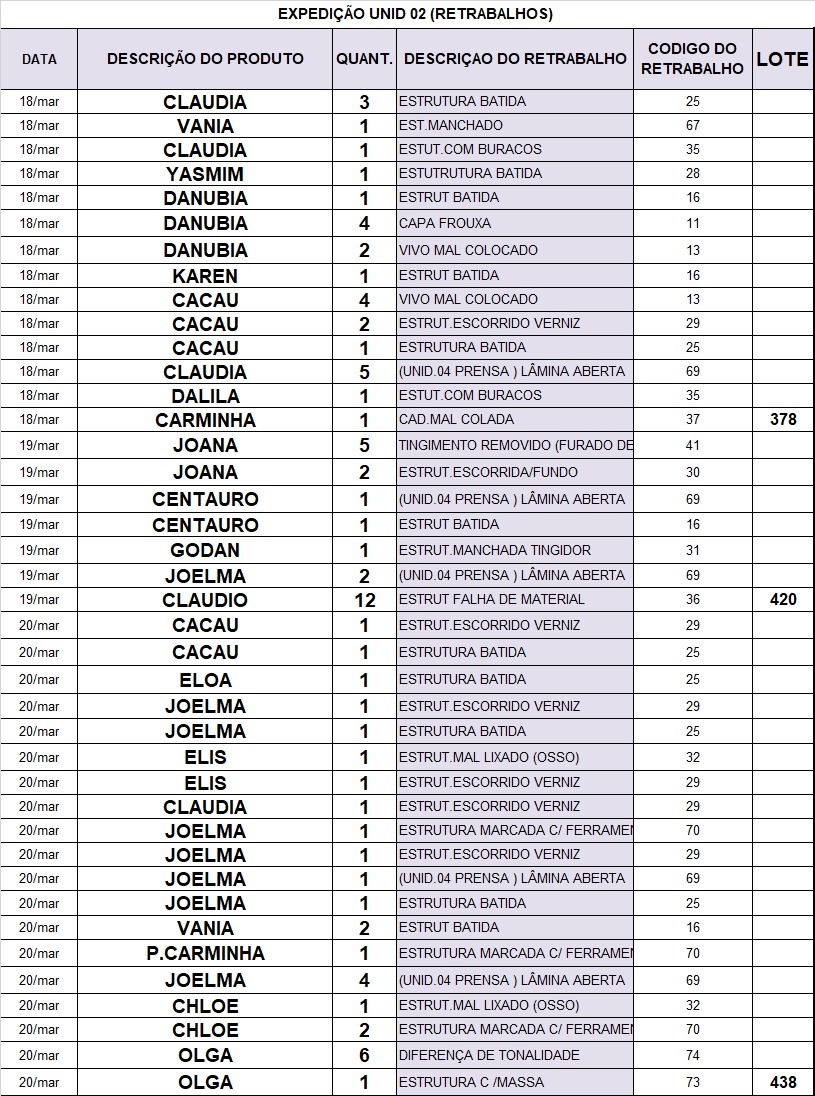 EXPEDIÇÃO UNID 02 (RETRABALHOS)
DATA DESCRIÇÃO DO PRODUTO QUANT. DESCRIÇAO DO RETRABALHO CODIGO DO RETRABALHO LOTE
18/mar CLAUDIA 3 ESTRUTURA BATIDA 25
18/mar VANIA 1 EST.MANCHADO 67
18/mar CLAUDIA 1 ESTUT.COM BURACOS 35
18/mar YASMIM 1 ESTUTRUTURA BATIDA 28
18/mar DANUBIA 1 ESTRUT BATIDA 16
18/mar DANUBIA 4 CAPA FROUXA 11
18/mar DANUBIA 2 VIVO MAL COLOCADO 13
18/mar KAREN 1 ESTRUT BATIDA 16
18/mar CACAU 4 VIVO MAL COLOCADO 13
18/mar CACAU 2 ESTRUT.ESCORRIDO VERNIZ 29
18/mar CACAU 1 ESTRUTURA BATIDA 25
18/mar CLAUDIA 5 (UNID.04 PRENSA ) LÂMINA ABERTA 69
18/mar DALILA 1 ESTUT.COM BURACOS 35
18/mar CARMINHA 1 CAD.MAL COLADA 37 378
19/mar JOANA 5 TINGIMENTO REMOVIDO (FURADO DE 41
19/mar JOANA 2 ESTRUT.ESCORRIDA/FUNDO 30
19/mar CENTAURO 1 (UNID.04 PRENSA ) LÂMINA ABERTA 69
19/mar CENTAURO 1 ESTRUT BATIDA 16
19/mar GODAN 1 ESTRUT.MANCHADA TINGIDOR 31
19/mar JOELMA 2 (UNID.04 PRENSA ) LÂMINA ABERTA 69
19/mar CLAUDIO 12 ESTRUT FALHA DE MATERIAL 36 420
20/mar CACAU 1 ESTRUT.ESCORRIDO VERNIZ 29
20/mar CACAU 1 ESTRUTURA BATIDA 25
20/mar ELOA 1 ESTRUTURA BATIDA 25
20/mar JOELMA 1 ESTRUT.ESCORRIDO VERNIZ 29
20/mar JOELMA 1 ESTRUTURA BATIDA 25
20/mar ELIS 1 ESTRUT.MAL LIXADO (OSSO) 32
20/mar ELIS 1 ESTRUT.ESCORRIDO VERNIZ 29
20/mar CLAUDIA 1 ESTRUT.ESCORRIDO VERNIZ 29
20/mar JOELMA 1 ESTRUTURA MARCADA C/ FERRAMEN 70
20/mar JOELMA 1 ESTRUT.ESCORRIDO VERNIZ 29
20/mar JOELMA 1 (UNID.04 PRENSA ) LÂMINA ABERTA 69
20/mar JOELMA 1 ESTRUTURA BATIDA 25
20/mar VANIA 2 ESTRUT BATIDA 16
20/mar P.CARMINHA 1 ESTRUTURA MARCADA C/ FERRAMEN 70
20/mar JOELMA 4 (UNID.04 PRENSA ) LÂMINA ABERTA 69
20/mar CHLOE 1 ESTRUT.MAL LIXADO (OSSO) 32
20/mar CHLOE 2 ESTRUTURA MARCADA C/ FERRAMEN 70
20/mar OLGA 6 DIFERENÇA DE TONALIDADE 74
20/mar OLGA 1 ESTRUTURA C /MASSA 73 438